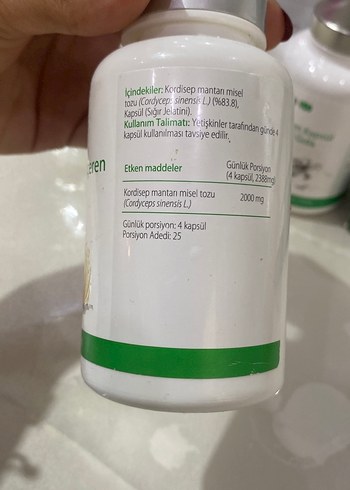 İçindekiler: Kordisep mantarı misel
tozu (Cordyceps sinensis L.) (%83.8),
Kapsül (Sığır Jelatini).
Kullanım Talimatı: Yetişkinler tarafından günde 4
kapsül kullanılması tavsiye edilir.
eren
Etken maddeler
Günlük Porsiyon
(4 kapsül, 2388mg)
Kordisep mantarı misel tozu
2000 mg
(Cordyceps sinensis L.)
Günlük porsiyon: 4 kapsül
Porsiyon Adedi: 25